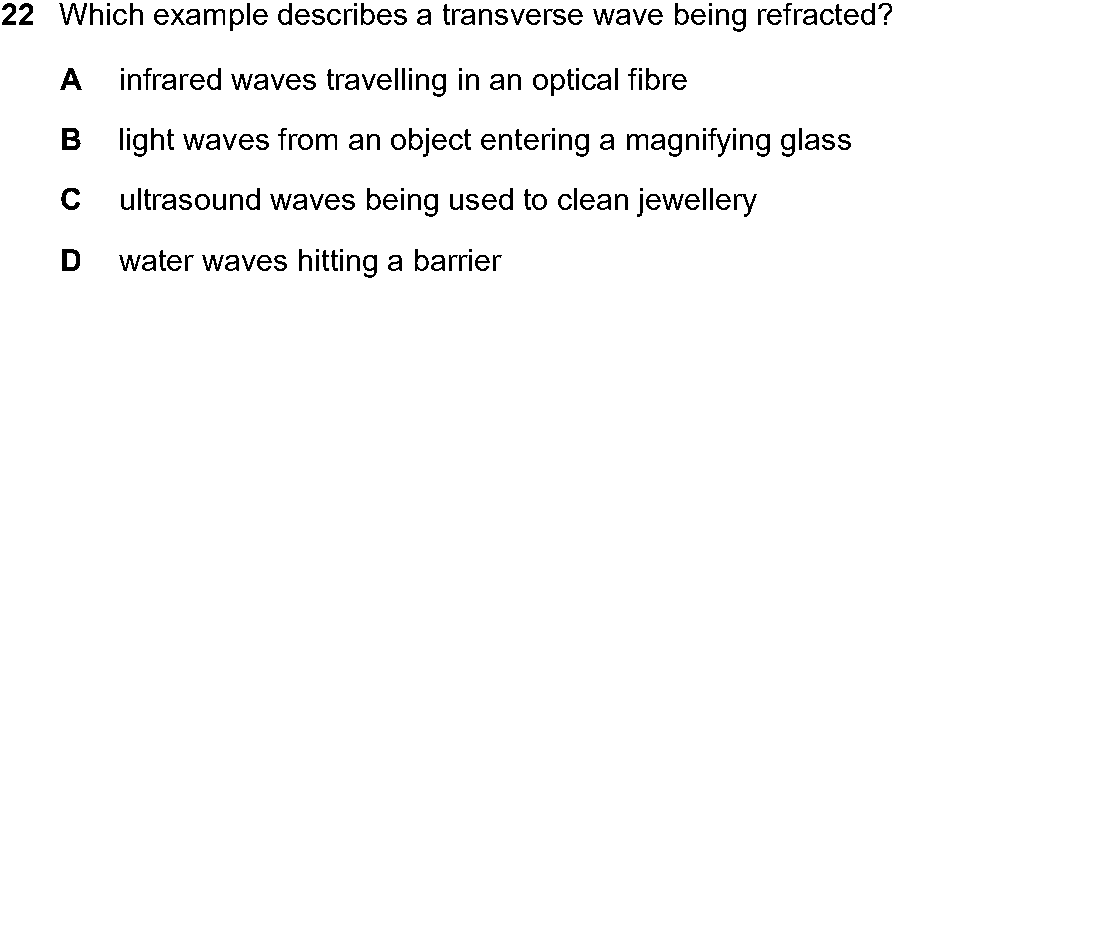 22 Which example describes a transverse wave being refracted?
A infrared waves travelling in an optical fibre
B light waves from an object entering a magnifying glass
C ultrasound waves being used to clean jewellery
D water waves hitting a barrier